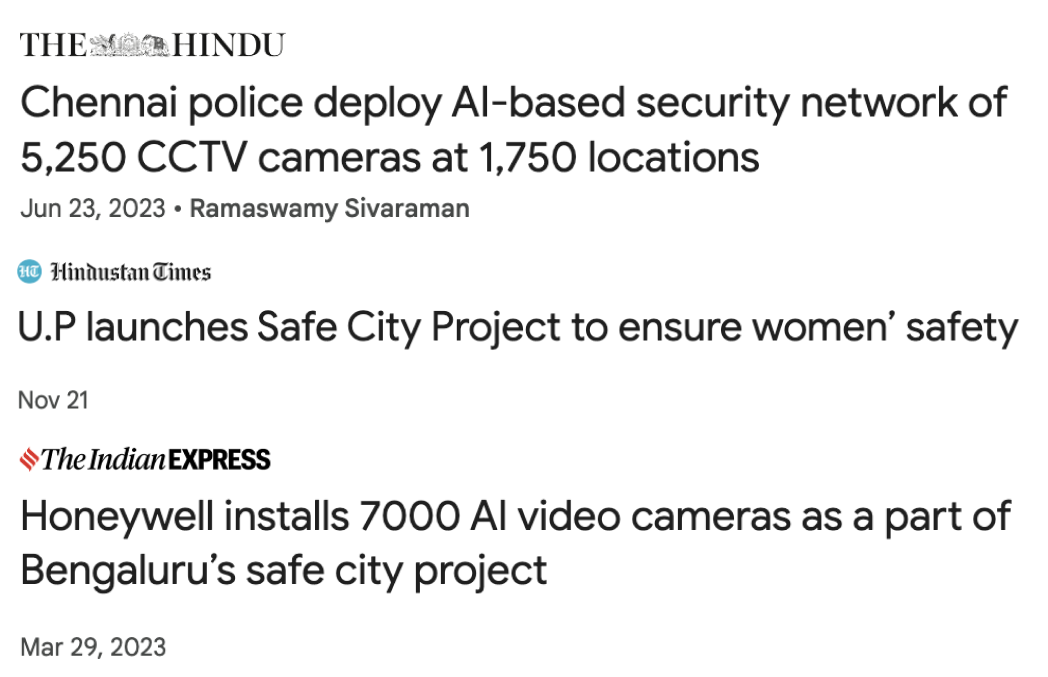 THE HINDU
Chennai police deploy AI-based security network of
5,250 CCTV cameras at 1,750 locations
Jun 23, 2023 • Ramaswamy Sivaraman
HT Hindustan Times
U.P launches Safe City Project to ensure women’ safety
Nov 21
The Indian EXPRESS
Honeywell installs 7000 AI video cameras as a part of
Bengaluru’s safe city project
Mar 29, 2023